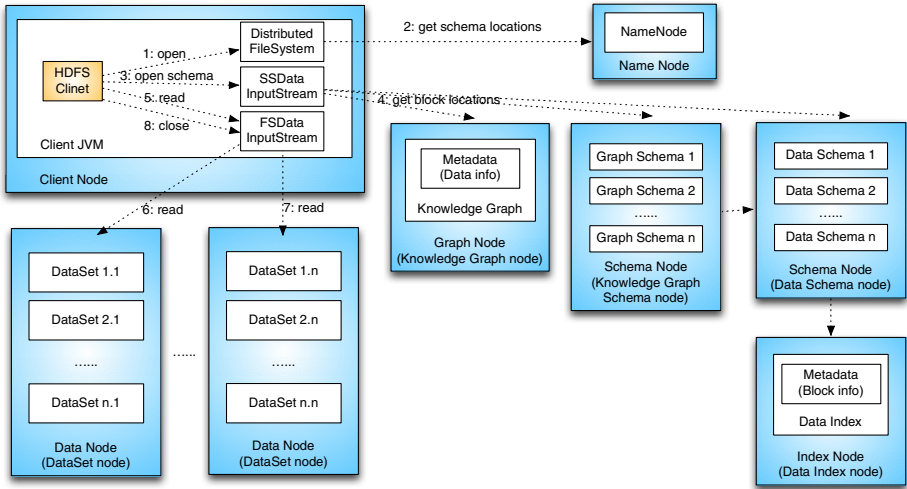 Distributed
FileSystem
2: get schema locations
NameNode
Name Node
1: open
HDFS
Clinet
3: open schema
SSData
InputStream
4: get block locations
5: read
8: close
FSData
InputStream
Client JVM
Client Node
Metadata
(Data info)
Knowledge Graph
Graph Node
(Knowledge Graph node)
Graph Schema 1
Graph Schema 2
......
Graph Schema n
Schema Node
(Knowledge Graph
Schema node)
Data Schema 1
Data Schema 2
......
Data Schema n
Schema Node
(Data Schema node)
6: read
7: read
DataSet 1.1
DataSet 2.1
......
DataSet n.1
Data Node
(DataSet node)
......
DataSet 1.n
DataSet 2.n
......
DataSet n.n
Data Node
(DataSet node)
Metadata
(Block info)
Data Index
Index Node
(Data Index node)